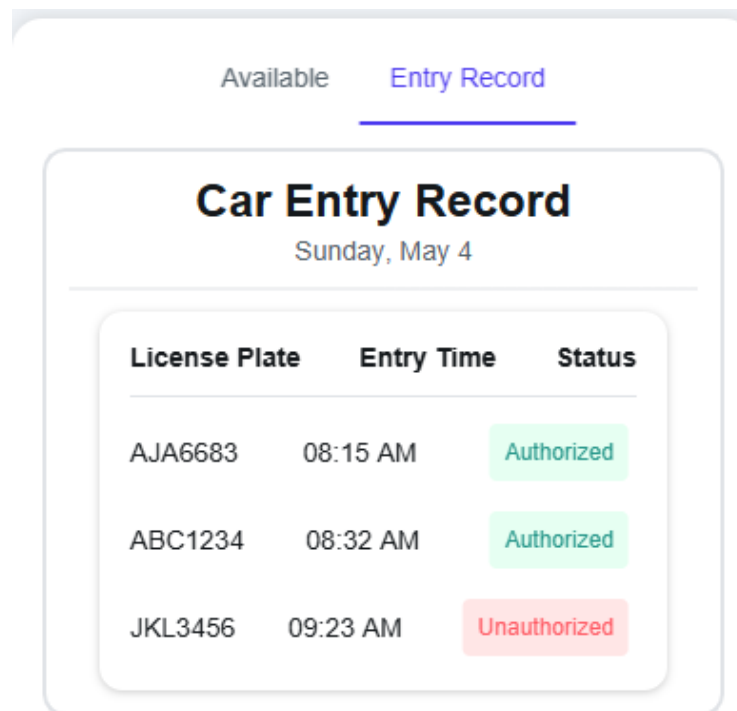 Available Entry Record
Car Entry Record
Sunday, May 4
License Plate Entry Time Status
AJA6683 08:15 AM Authorized
ABC1234 08:32 AM Authorized
JKL3456 09:23 AM Unauthorized